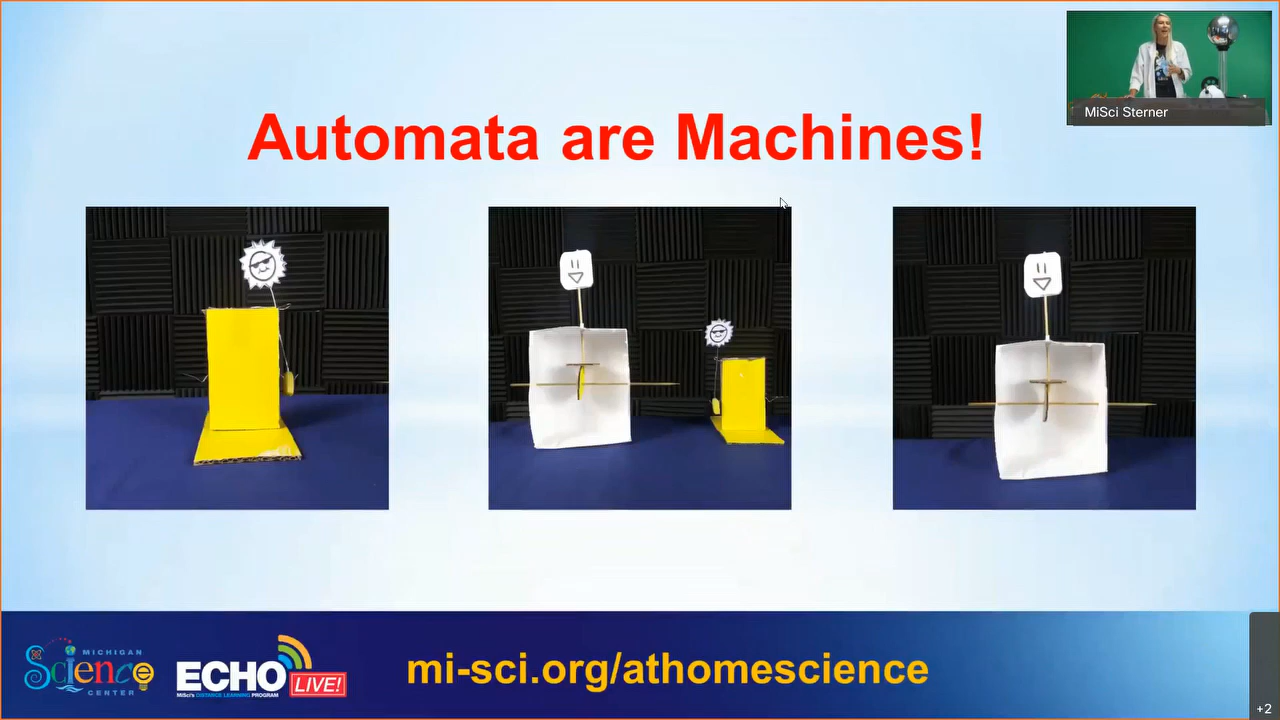 Automata are Machines!
MiSci Sterner
MICHIGAN
Science
CENTER
ECHO
LIVE!
MiSci's DISTANCE LEARNING PROGRAM
mi-sci.org/athomescience
+2